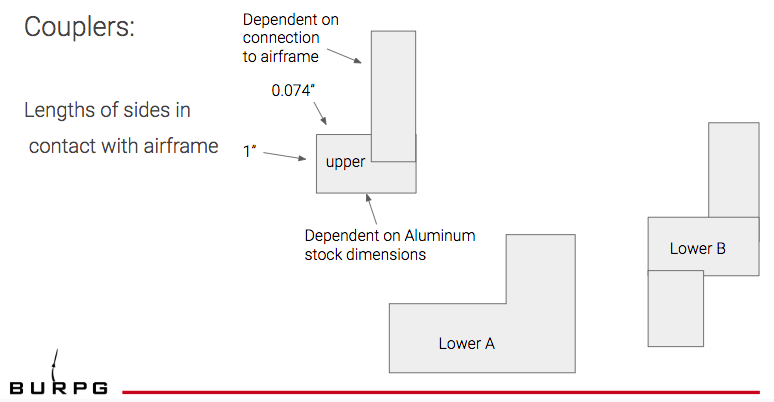 Couplers:
Lengths of sides in
contact with airframe
Dependent on
connection
to airframe
0.074"
1"
upper
Dependent on Aluminum
stock dimensions
Lower A
Lower B
BURPG